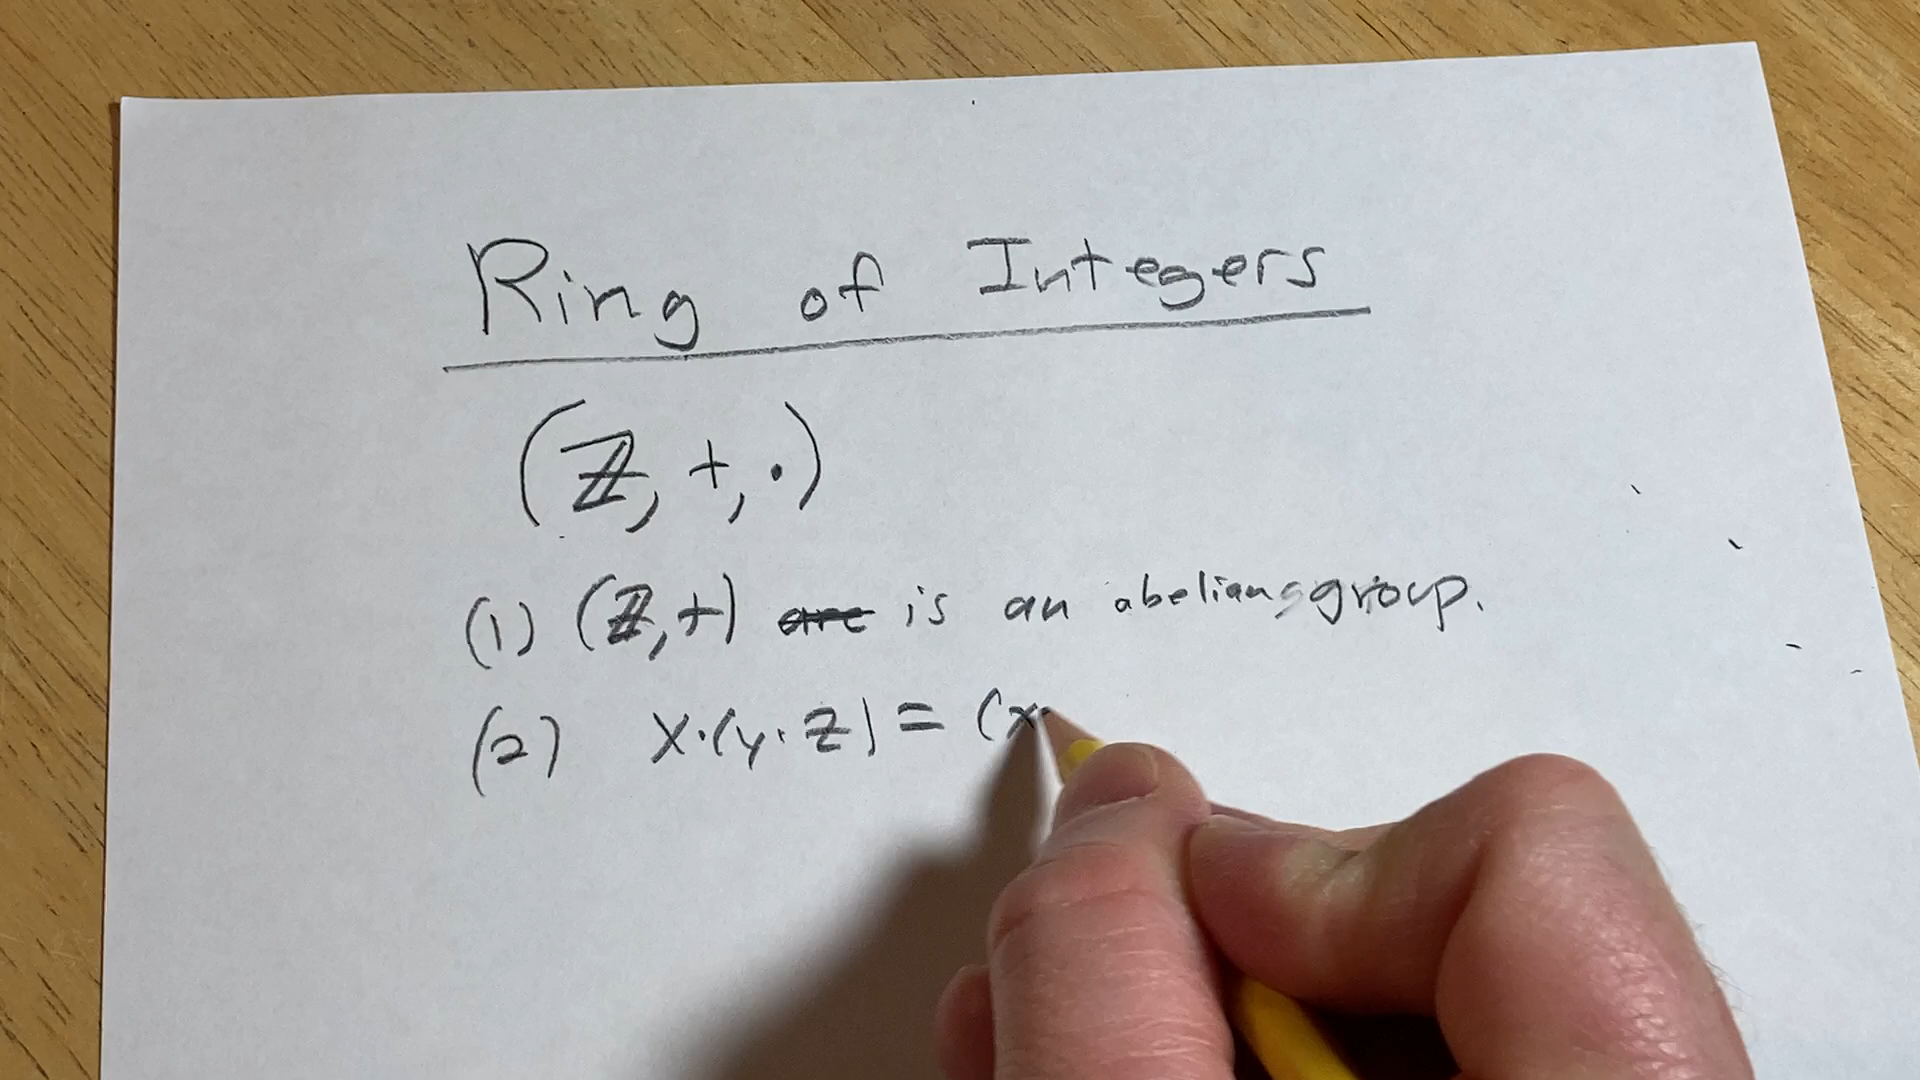 Ring of Integers
(ℤ, +, ·)
(1) (ℤ, +) are is an abelian group.
(2) x·(y·z) = (x